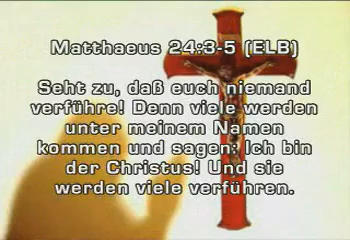 Matthaeus 24:3-5 (ELB)
Seht zu, daß euch niemand
verführe! Denn viele werden
unter meinem Namen
kommen und sagen: Ich bin
der Christus! Und sie
werden viele verführen.